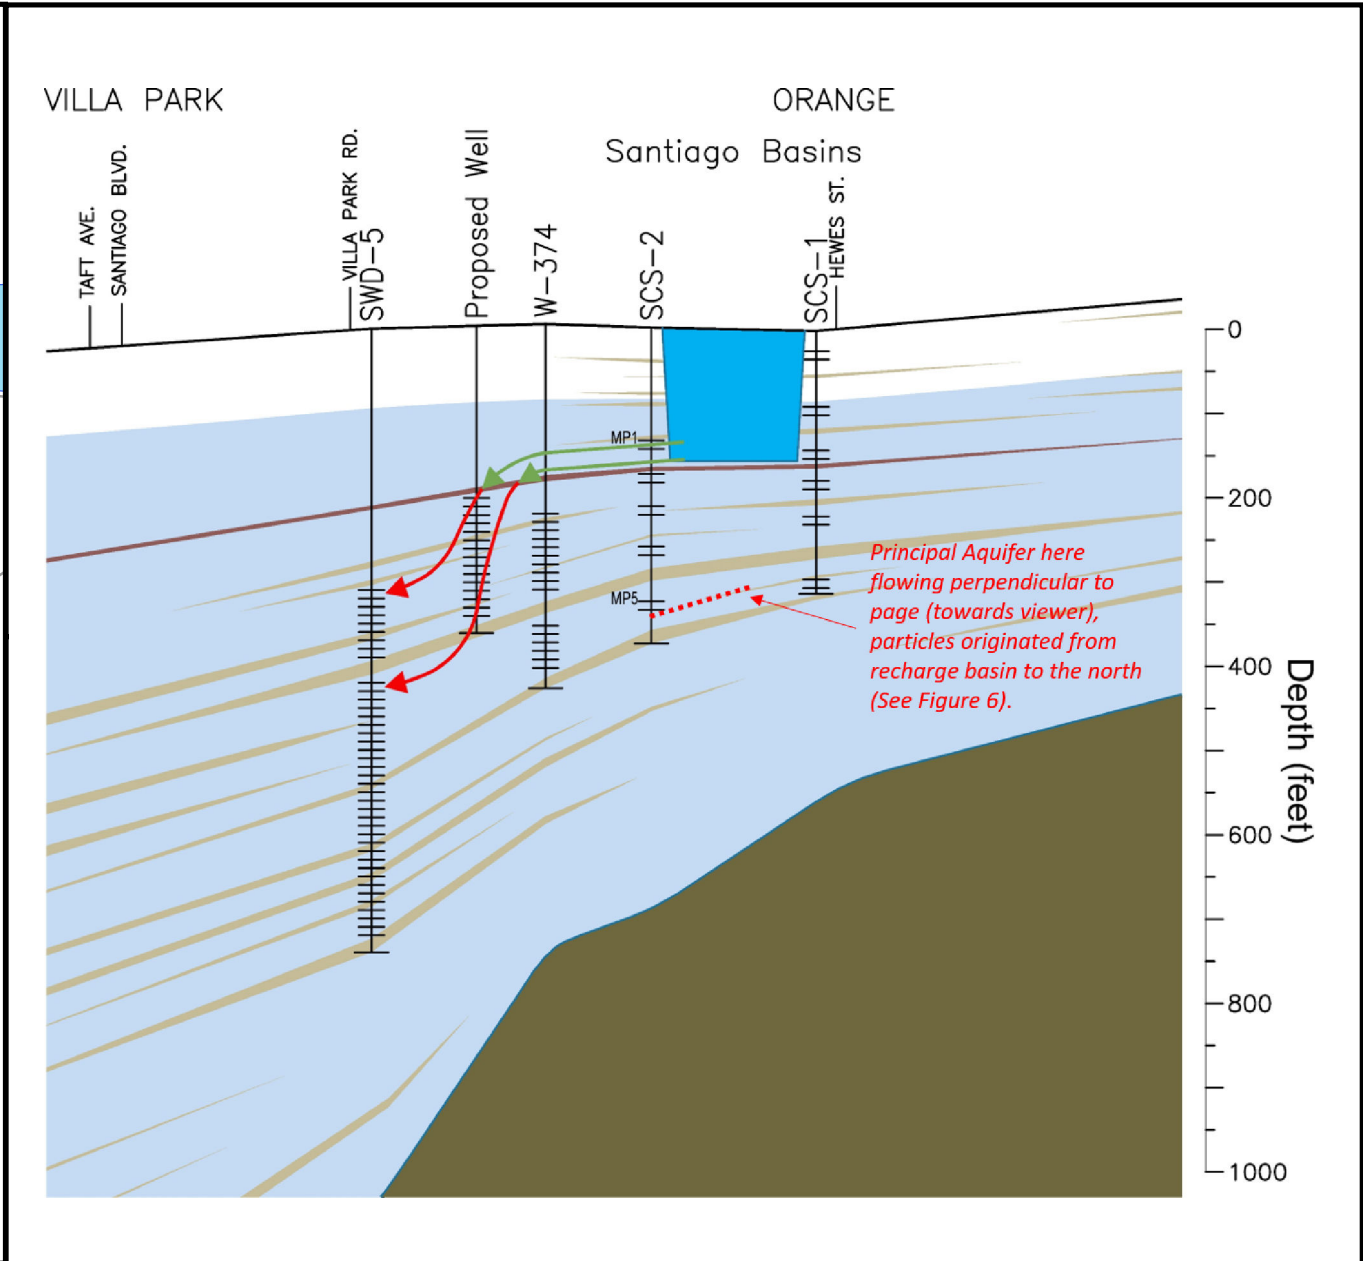 VILLA PARK
ORANGE
Santiago Basins
TAFT AVE.
SANTIAGO BLVD.
VILLA PARK RD.
SWD-5
Proposed Well
W-374
SCS-2
SCS-1
HEWES ST.
0
200
400
600
800
1000
Depth (feet)
MP1
MP5
Principal Aquifer here
flowing perpendicular to
page (towards viewer),
particles originated from
recharge basin to the north
(See Figure 6).